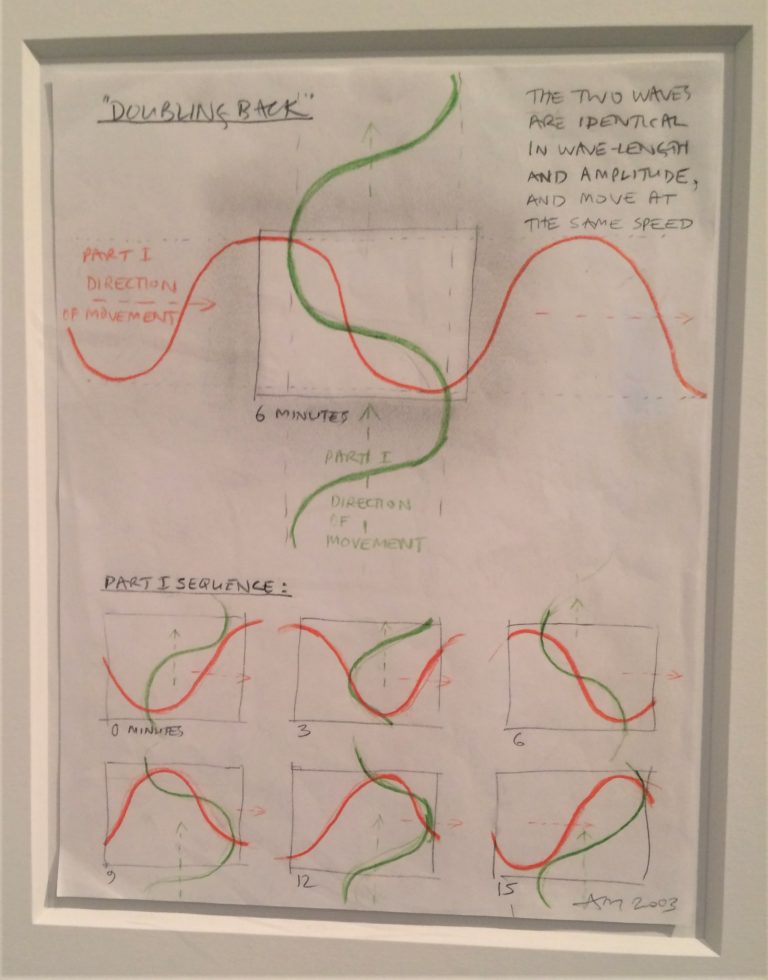 "DOUBLING BACK"
THE TWO WAVES
ARE IDENTICAL
IN WAVE-LENGTH
AND AMPLITUDE,
AND MOVE AT
THE SAME SPEED
PART I
DIRECTION
OF MOVEMENT
6 MINUTES
PART I
DIRECTION
OF
MOVEMENT
PART I SEQUENCE:
0 MINUTES
3
6
9
12
15
AM 2003